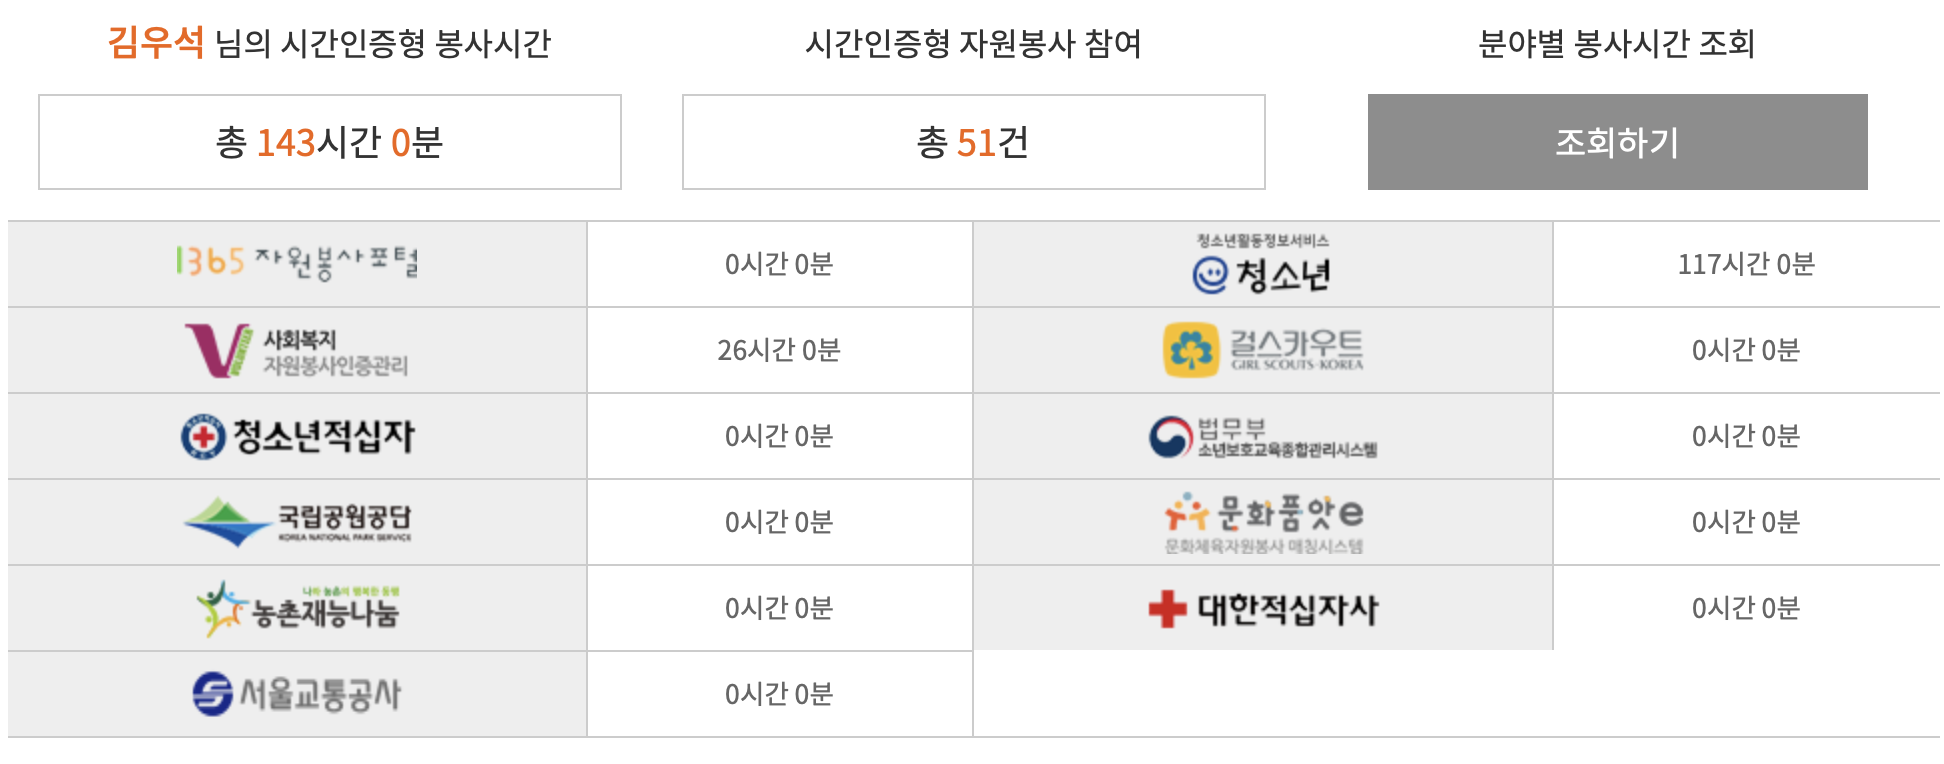 김우석 님의 시간인증형 봉사시간
시간인증형 자원봉사 참여
분야별 봉사시간 조회
총 143시간 0분
총 51건
조회하기
1365 자원봉사포털
0시간 0분
청소년활동정보서비스
e 청소년
117시간 0분
사회복지
자원봉사인증관리
26시간 0분
걸스카우트
GIRL SCOUTS·KOREA
0시간 0분
청소년적십자
0시간 0분
법무부
소년보호교육종합관리시스템
0시간 0분
국립공원공단
KOREA NATIONAL PARK SERVICE
0시간 0분
문화품앗e
문화체육자원봉사 매칭시스템
0시간 0분
나와 농촌의 행복한 동행
농촌재능나눔
0시간 0분
대한적십자사
0시간 0분
서울교통공사
0시간 0분